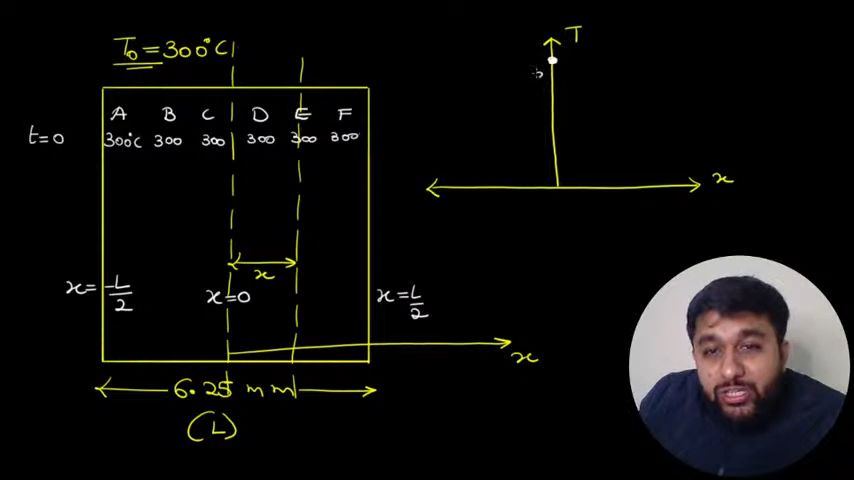 T₀ = 300°C
T
A B C D E F
t=0 300°C 300 300 300 300 300
x
x = -L/2
x=0
x
x = L/2
x
6.25 mm
(L)